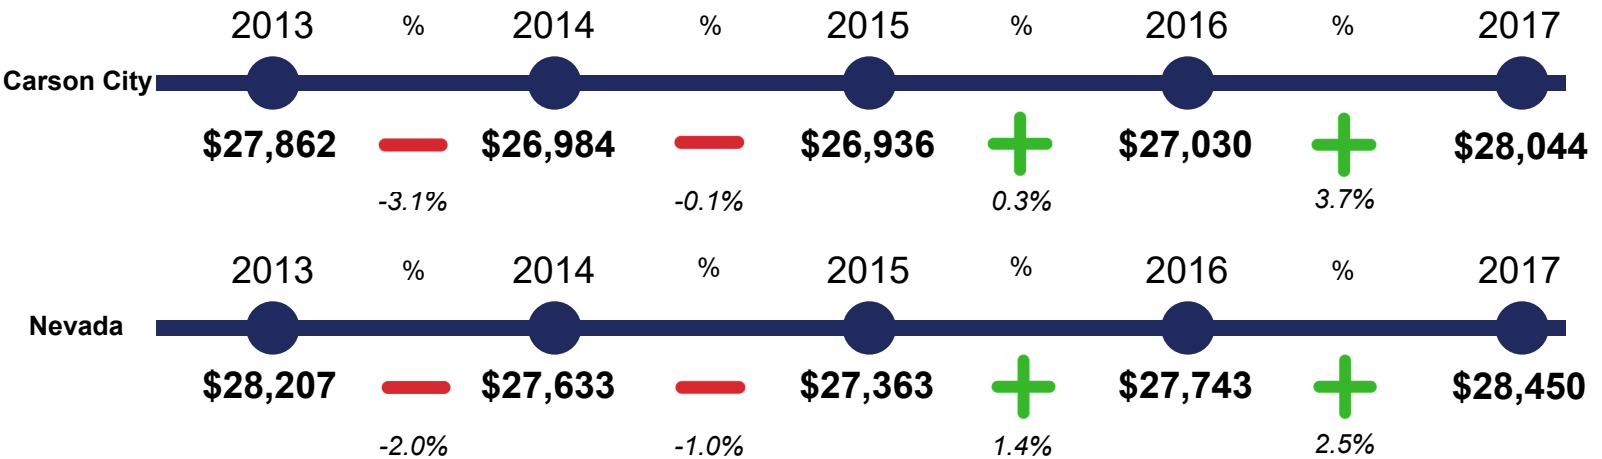 2013 % 2014 % 2015 % 2016 % 2017
Carson City
$27,862 $26,984 $26,936 $27,030 $28,044
-3.1% -0.1% 0.3% 3.7%
2013 % 2014 % 2015 % 2016 % 2017
Nevada
$28,207 $27,633 $27,363 $27,743 $28,450
-2.0% -1.0% 1.4% 2.5%